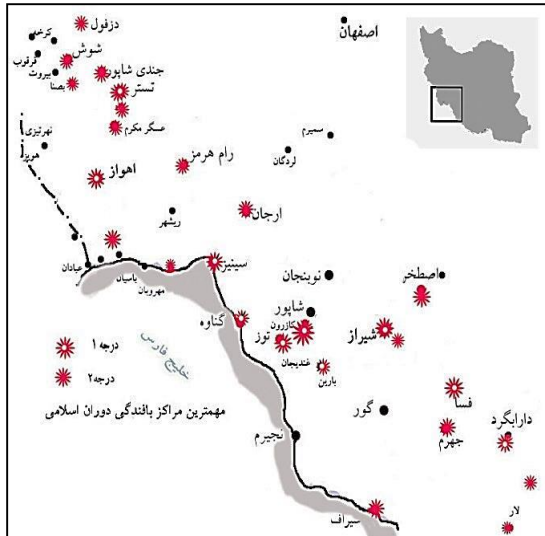 دزفول
اصفهان
کرخه
شوش
قرقوب
بیروت
جندی شاپور
بصنا
تستر
عسگر مکرم
نهرتیری
سمیرم
لردگان
رام هرمز
اهواز
ارجان
ریشهر
سینیز
عبادان
باسیان
مهروبان
نوبنجان
اصطخر
شاپور
گناوه
کازرون
توز
شیراز
غندیجان
بارین
خلیج فارس
درجه ۱
درجه ۲
مهمترین مراکز بافندگی دوران اسلامی
فسا
گور
دارابگرد
جهرم
نجیرم
لار
سیراف